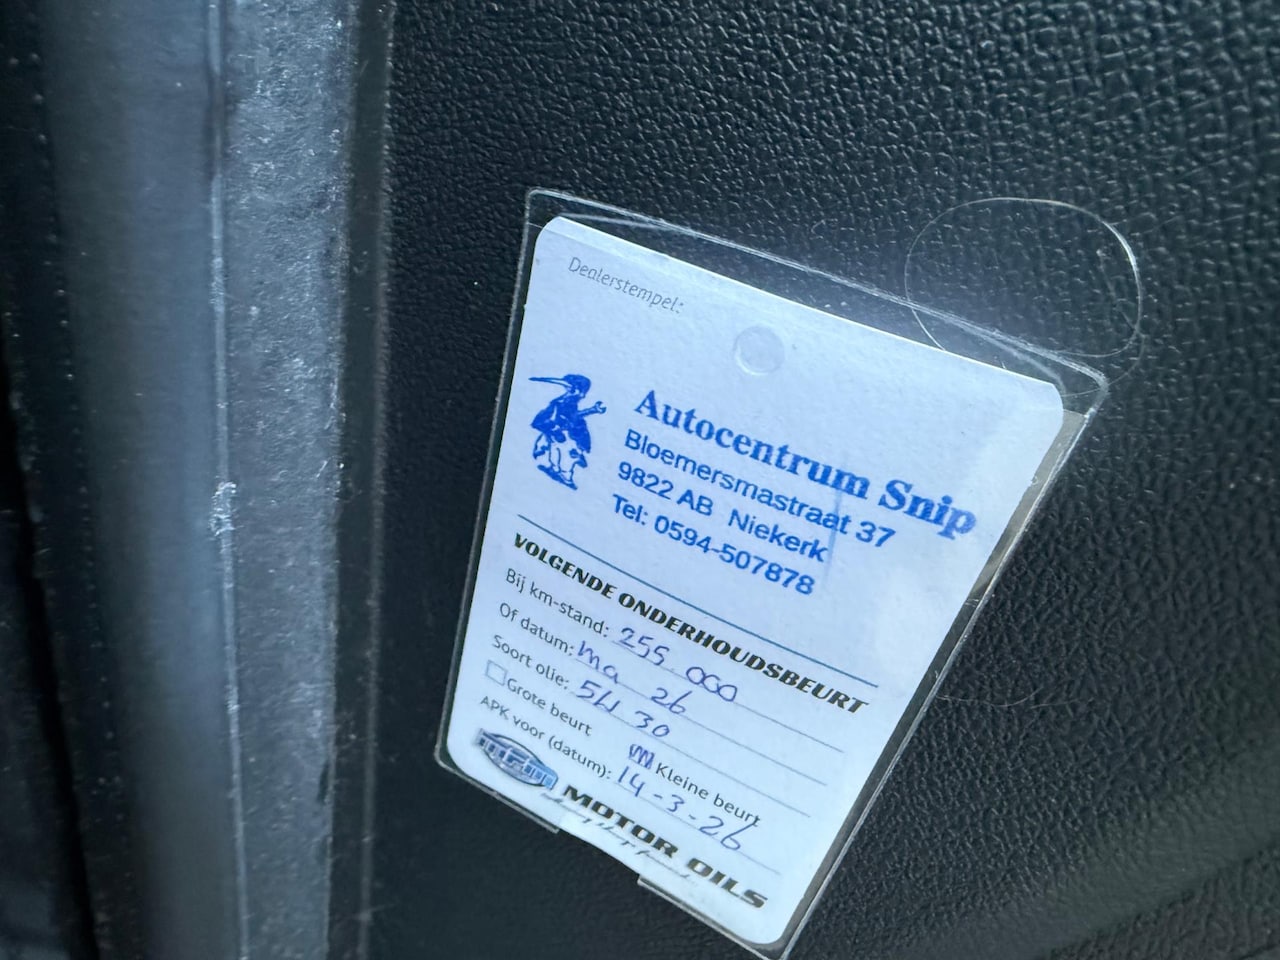 Dealerstempel:
Autocentrum Snip
Bloemersmastraat 37
9822 AB Niekerk
Tel: 0594-507878
VOLGENDE ONDERHOUDSBEURT
Bij km-stand: 255.000
Of datum: ma 26
Soort olie: 5W 30
Grote beurt Kleine beurt
APK voor (datum): 14-3-26
MOTOR OILS